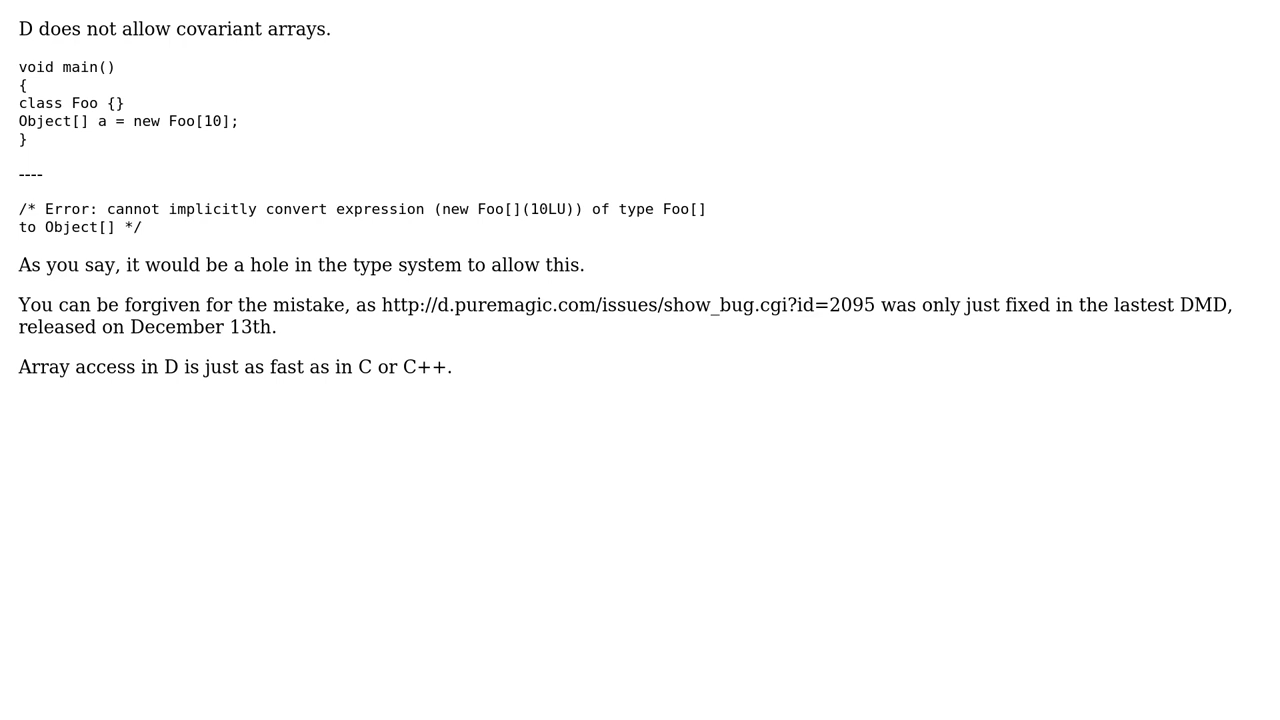 D does not allow covariant arrays.
void main()
{
class Foo {}
Object[] a = new Foo[10];
}
----
/* Error: cannot implicitly convert expression (new Foo[](10LU)) of type Foo[]
to Object[] */
As you say, it would be a hole in the type system to allow this.
You can be forgiven for the mistake, as http://d.puremagic.com/issues/show_bug.cgi?id=2095 was only just fixed in the lastest DMD,
released on December 13th.
Array access in D is just as fast as in C or C++.